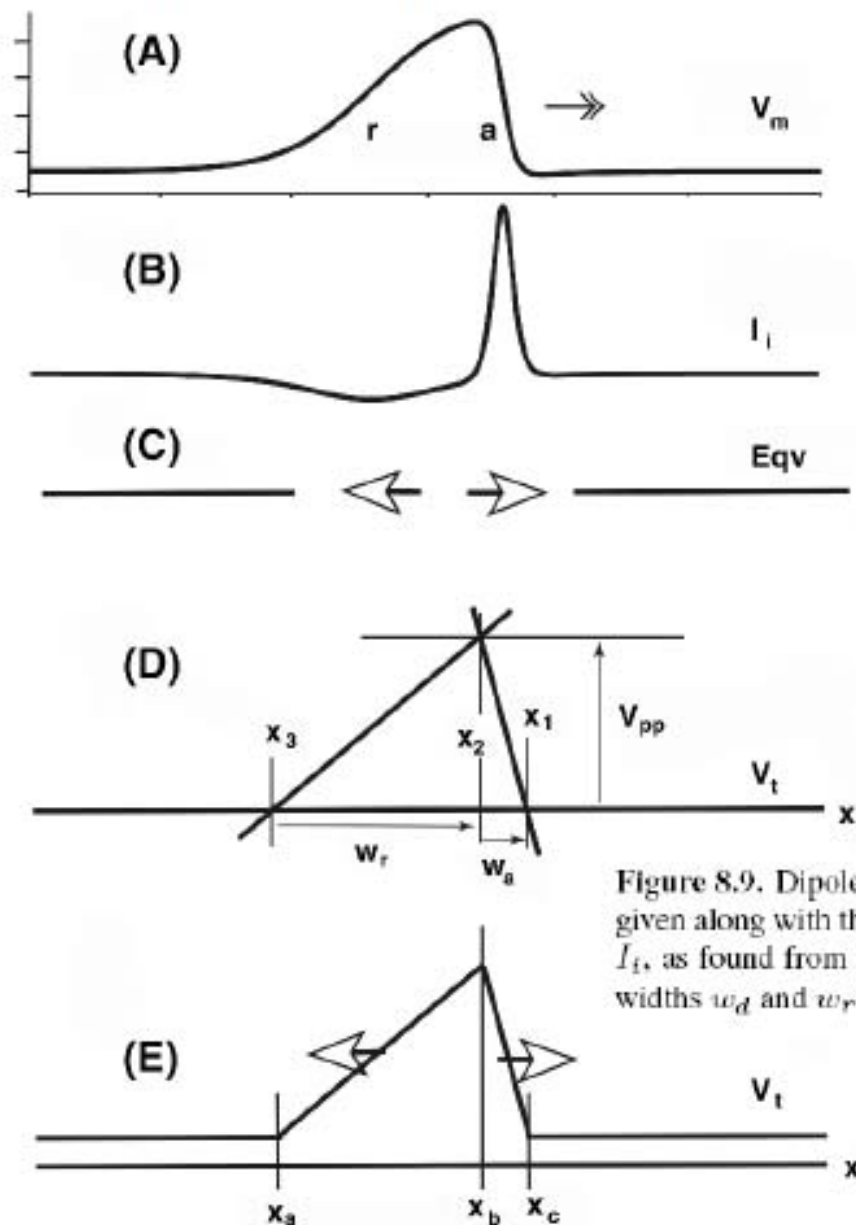 (A)
r
a
V_m
(B)
I_i
(C)
Eqv
(D)
x_3
x_2
x_1
V_pp
V_t
x
w_r
w_a
Figure 8.9. Dipole
given along with th
I_i, as found from
widths w_d and w_r
(E)
V_t
x
x_a
x_b
x_c